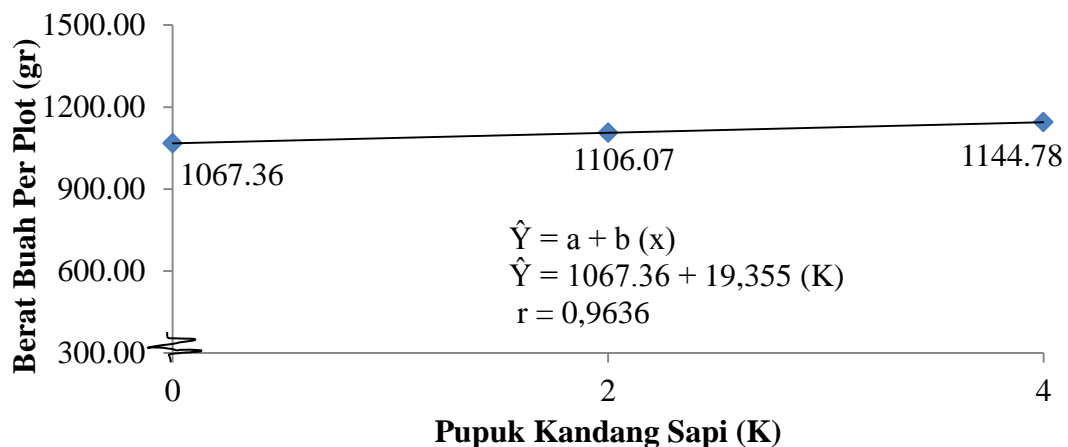 1500.00
1200.00
900.00
600.00
300.00
Berat Buah Per Plot (gr)
1067.36
1106.07
1144.78
Ŷ = a + b (x)
Ŷ = 1067.36 + 19,355 (K)
r = 0,9636
0
2
4
Pupuk Kandang Sapi (K)